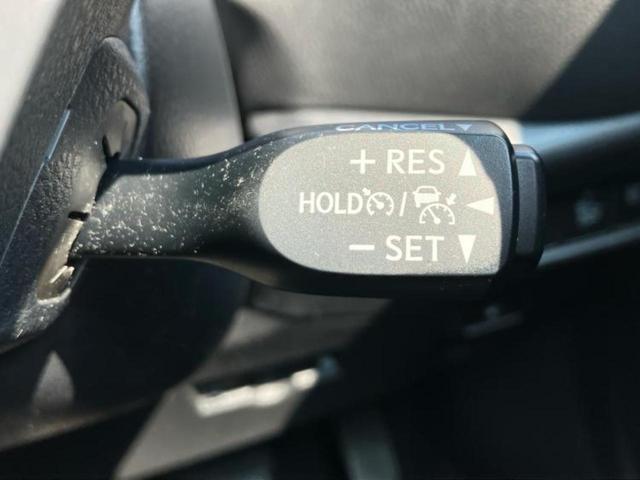 CANCEL▼
+ RES ▲
HOLD / ◀
− SET ▼